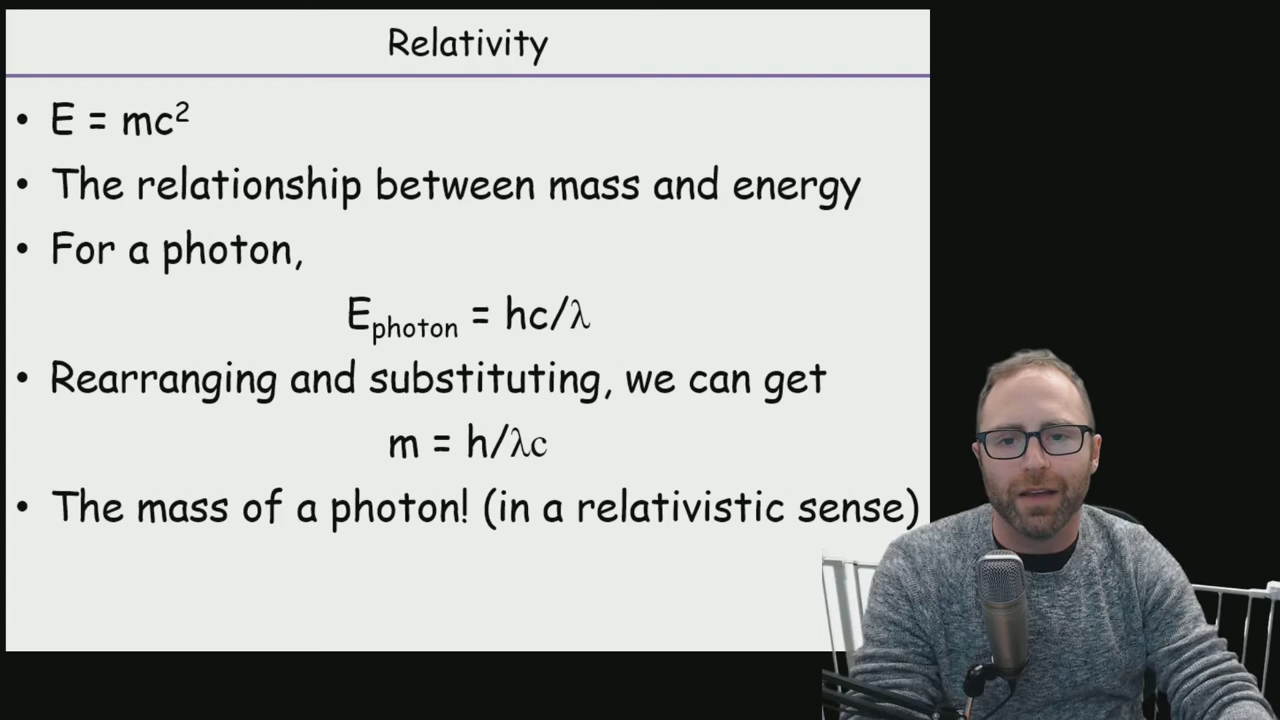 Relativity
• E = mc²
• The relationship between mass and energy
• For a photon,
E_photon = hc/λ
• Rearranging and substituting, we can get
m = h/λc
• The mass of a photon! (in a relativistic sense)